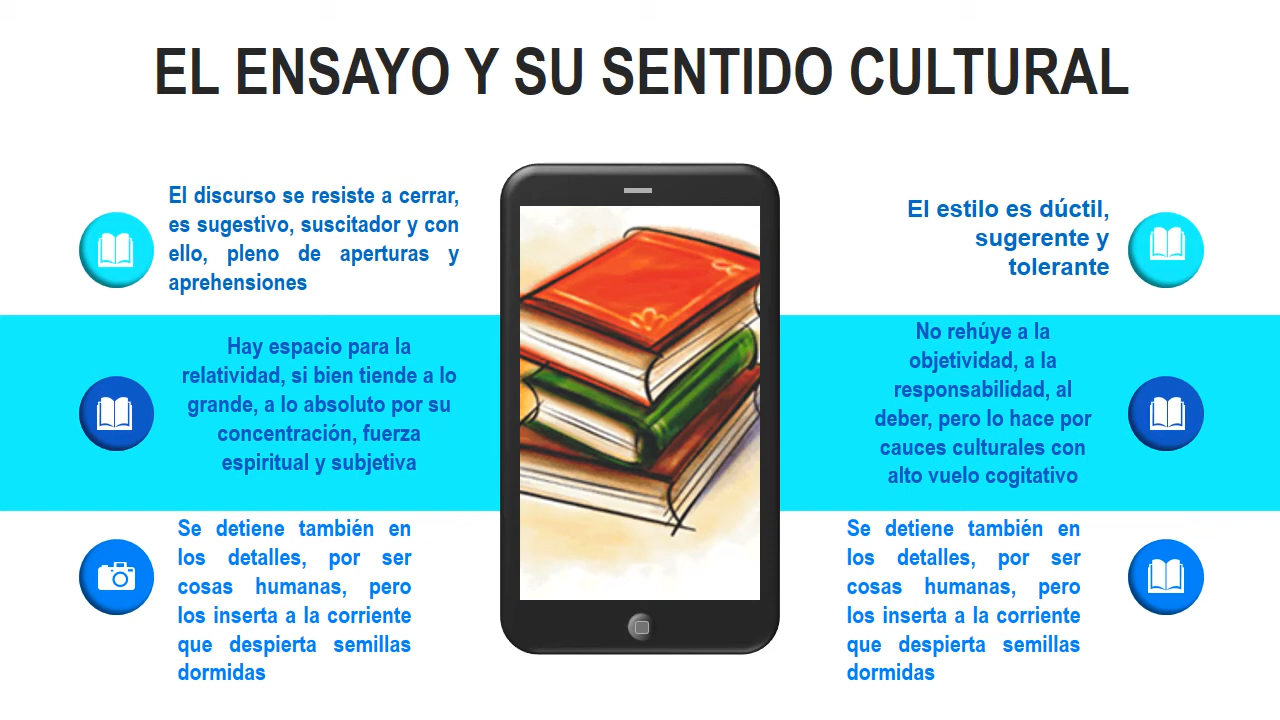 EL ENSAYO Y SU SENTIDO CULTURAL
El discurso se resiste a cerrar,
es sugestivo, suscitador y con
ello, pleno de aperturas y
aprehensiones
Hay espacio para la
relatividad, si bien tiende a lo
grande, a lo absoluto por su
concentración, fuerza
espiritual y subjetiva
Se detiene también en
los detalles, por ser
cosas humanas, pero
los inserta a la corriente
que despierta semillas
dormidas
El estilo es dúctil,
sugerente y
tolerante
No rehúye a la
objetividad, a la
responsabilidad, al
deber, pero lo hace por
cauces culturales con
alto vuelo cogitativo
Se detiene también en
los detalles, por ser
cosas humanas, pero
los inserta a la corriente
que despierta semillas
dormidas